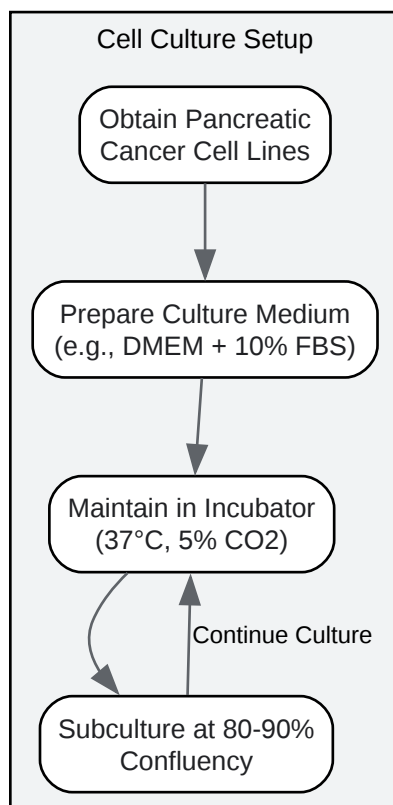 Cell Culture Setup
Obtain Pancreatic
Cancer Cell Lines
Prepare Culture Medium
(e.g., DMEM + 10% FBS)
Maintain in Incubator
(37°C, 5% CO2)
Continue Culture
Subculture at 80-90%
Confluency